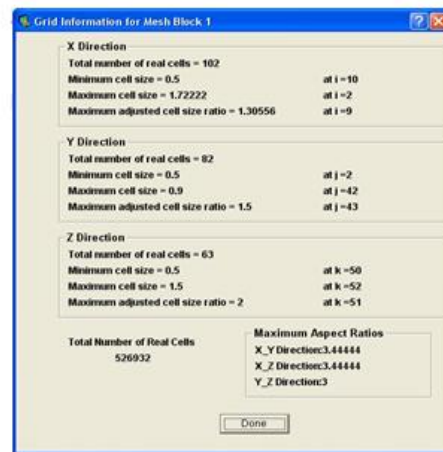 Grid Information for Mesh Block 1
X Direction
Total number of real cells = 102
Minimum cell size = 0.5 at i =10
Maximum cell size = 1.72222 at i =2
Maximum adjusted cell size ratio = 1.30556 at i =9
Y Direction
Total number of real cells = 82
Minimum cell size = 0.5 at j =2
Maximum cell size = 0.9 at j =42
Maximum adjusted cell size ratio = 1.5 at j =43
Z Direction
Total number of real cells = 63
Minimum cell size = 0.5 at k =50
Maximum cell size = 1.5 at k =52
Maximum adjusted cell size ratio = 2 at k =51
Total Number of Real Cells
526932
Maximum Aspect Ratios
X_Y Direction:3.44444
X_Z Direction:3.44444
Y_Z Direction:3
Done